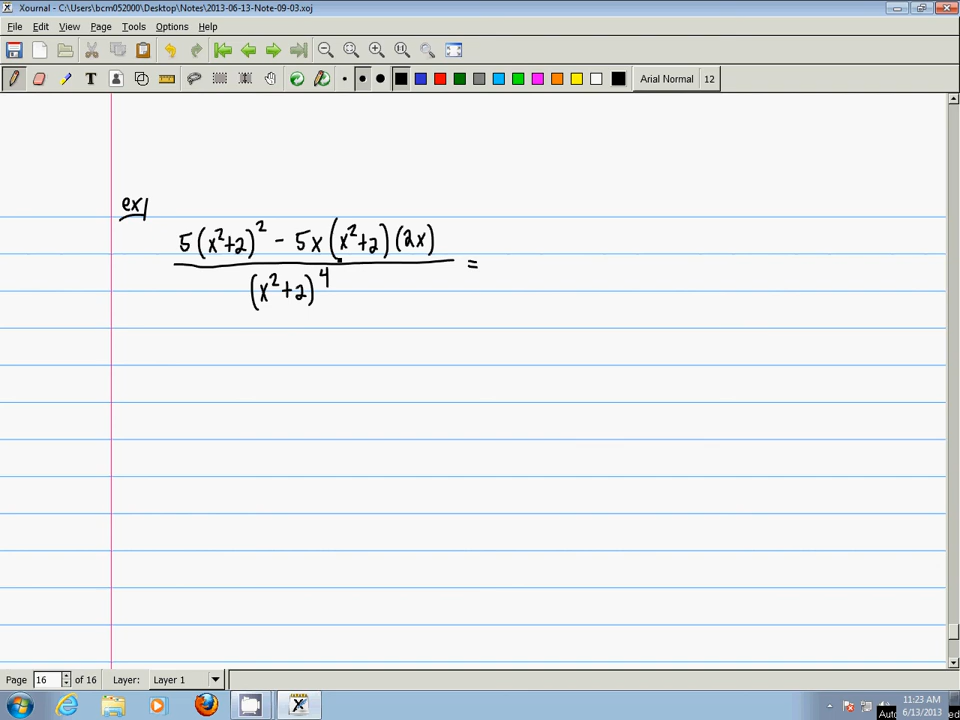 Xournal - C:\Users\bcm052000\Desktop\Notes\2013-06-13-Note-09-03.xoj
File Edit View Page Tools Options Help
T Arial Normal 12
ex)
5(x²+2)² - 5x(x²+2)(2x)
=
(x²+2)⁴
Page 16 of 16 Layer: Layer 1
11:23 AM
6/13/2013